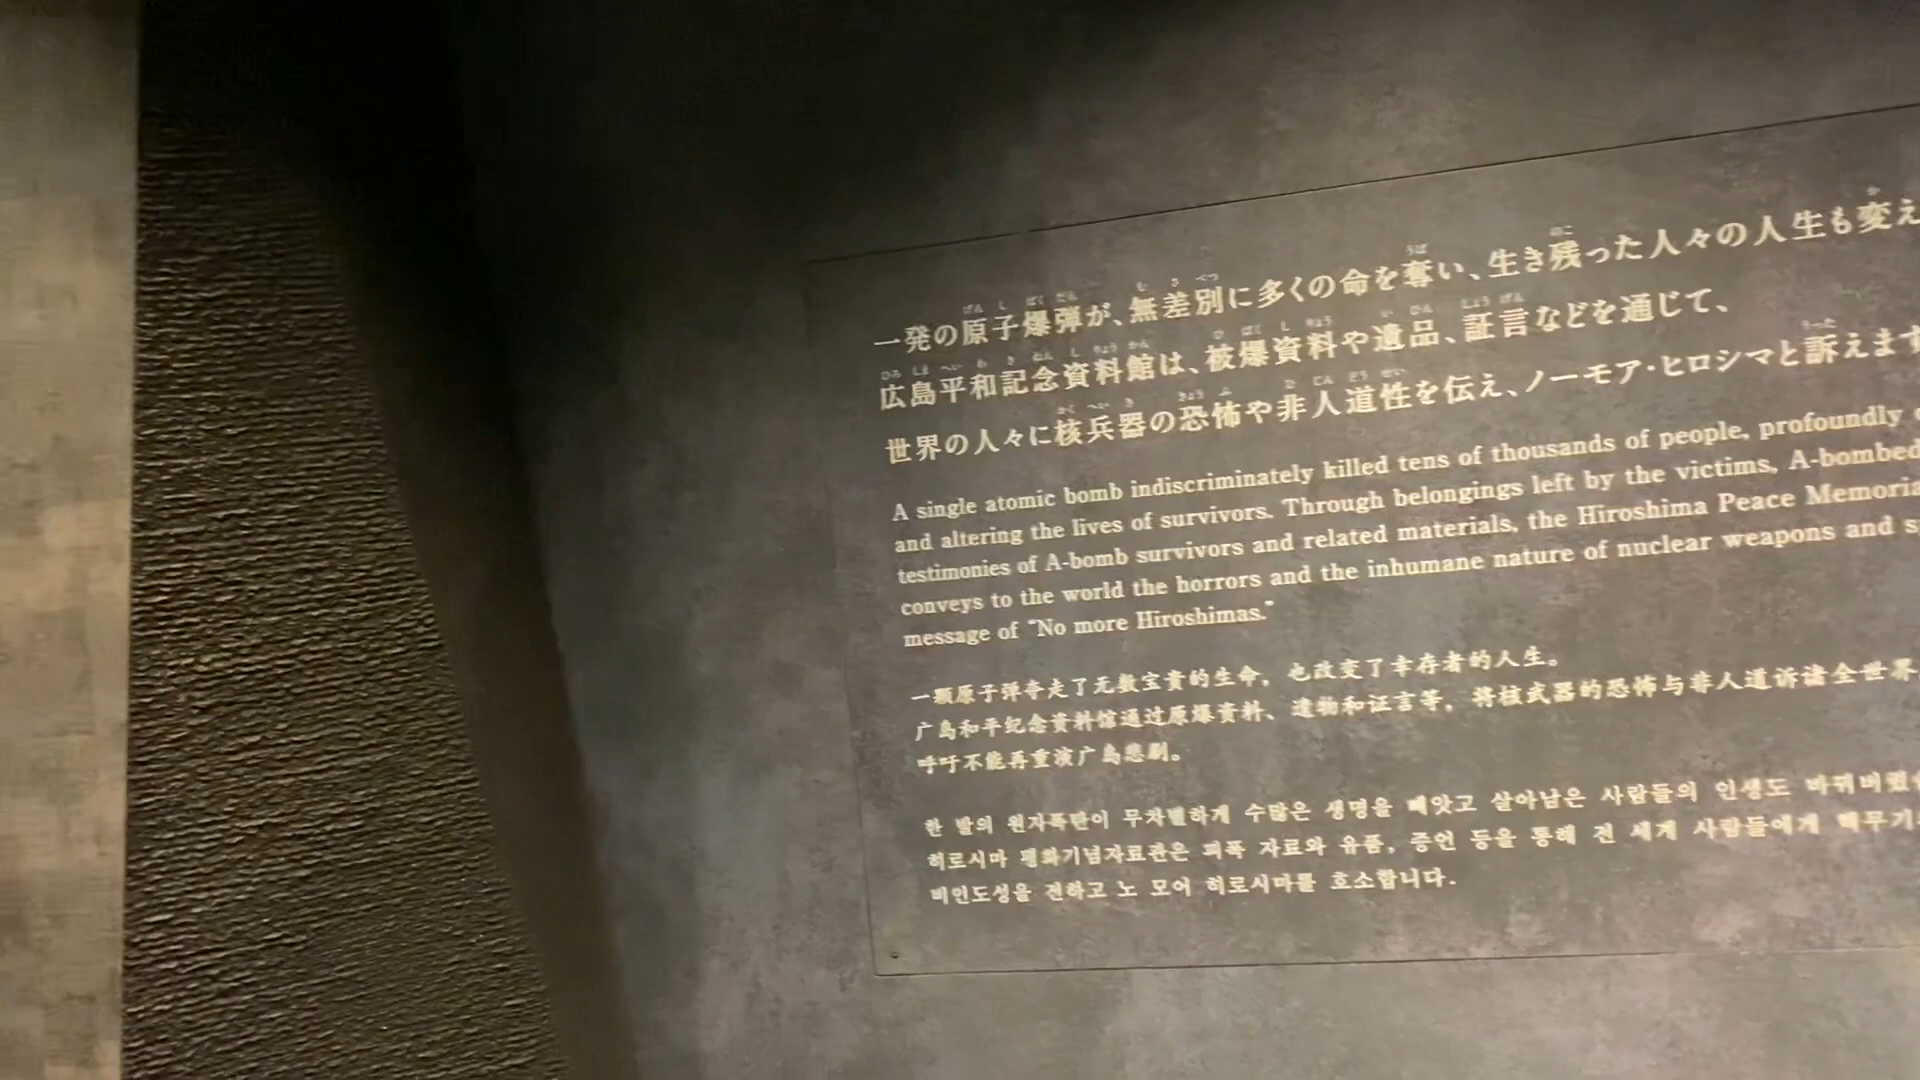 一発の原子爆弾が、無差別に多くの命を奪い、生き残った人々の人生も変え
広島平和記念資料館は、被爆資料や遺品、証言などを通じて、
世界の人々に核兵器の恐怖や非人道性を伝え、ノーモア・ヒロシマと訴えます
A single atomic bomb indiscriminately killed tens of thousands of people, profoundly
and altering the lives of survivors. Through belongings left by the victims, A-bombed
testimonies of A-bomb survivors and related materials, the Hiroshima Peace Memorial
conveys to the world the horrors and the inhumane nature of nuclear weapons and
message of “No more Hiroshimas.”
一颗原子弹夺走了无数宝贵的生命，也改变了幸存者的人生。
广岛和平纪念资料馆通过原爆资料、遗物和证言等，将核武器的恐怖与非人道诉诸全世界，
呼吁不能再重演广岛悲剧。
한 발의 원자폭탄이 무차별하게 수많은 생명을 빼앗고 살아남은 사람들의 인생도 바꿔버렸
히로시마 평화기념자료관은 피폭 자료와 유품, 증언 등을 통해 전 세계 사람들에게 핵무기
비인도성을 전하고 노 모어 히로시마를 호소합니다.